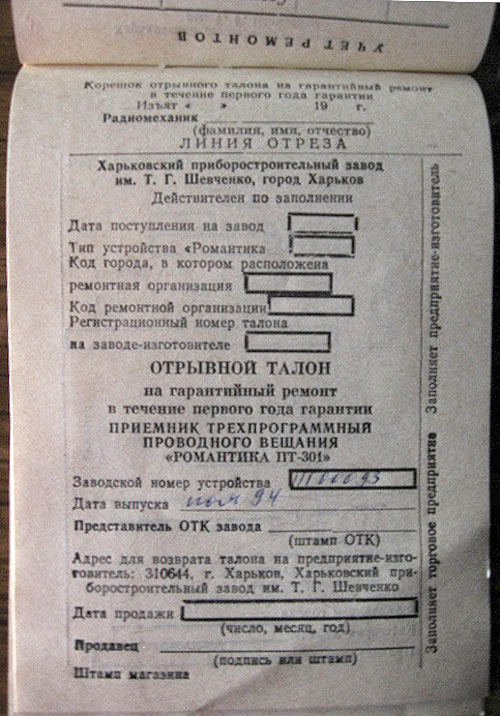 УЧЕТ РЕМОНТОВ
Корешок отрывного талона на гарантийный ремонт
в течение первого года гарантии
Изъят « » 19 г.
Радиомеханик
(фамилия, имя, отчество)
ЛИНИЯ ОТРЕЗА
Харьковский приборостроительный завод
им. Т. Г. Шевченко, город Харьков
Действителен по заполнении
Дата поступления на завод
Тип устройства «Романтика
Код города, в котором расположена
ремонтная организация
Код ремонтной организации
Регистрационный номер талона
на заводе-изготовителе
ОТРЫВНОЙ ТАЛОН
на гарантийный ремонт
в течение первого года гарантии
ПРИЕМНИК ТРЕХПРОГРАММНЫЙ
ПРОВОДНОГО ВЕЩАНИЯ
«РОМАНТИКА ПТ-301»
Заводской номер устройства
Дата выпуска 94
Представитель ОТК завода
(штамп ОТК)
Адрес для возврата талона на предприятие-изго-
товитель: 310644, г. Харьков, Харьковский при-
боростроительный завод им. Т. Г. Шевченко
Дата продажи
(число, месяц, год)
Продавец
(подпись или штамп)
Штамп магазина
Заполняет торговое предприятие
Заполняет предприятие-изготовитель